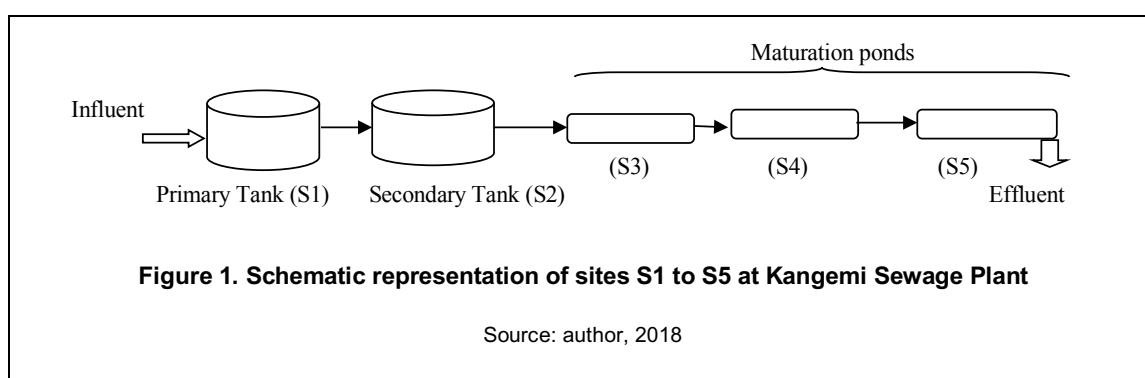 Maturation ponds
Influent
(S3)
(S4)
(S5)
Primary Tank (S1)
Secondary Tank (S2)
Effluent
Figure 1. Schematic representation of sites S1 to S5 at Kangemi Sewage Plant
Source: author, 2018